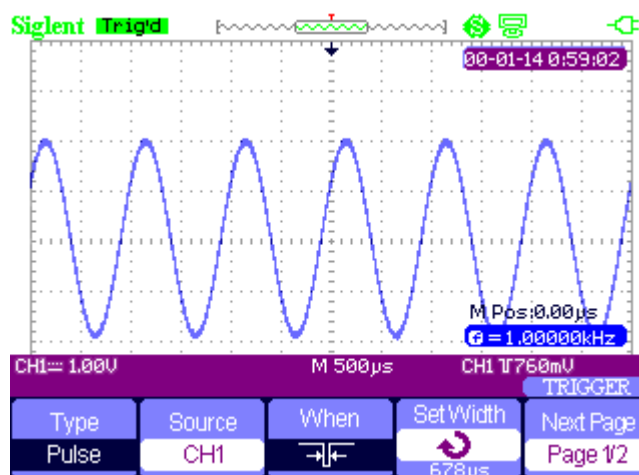 Siglent Trig'd
00-01-14 0:59:02
M Pos:0.00μs
f = 1.00000kHz
CH1 1.00V M 500μs CH1 760mV
TRIGGER
Type Source When Set Width Next Page
Pulse CH1 678μs Page 1/2